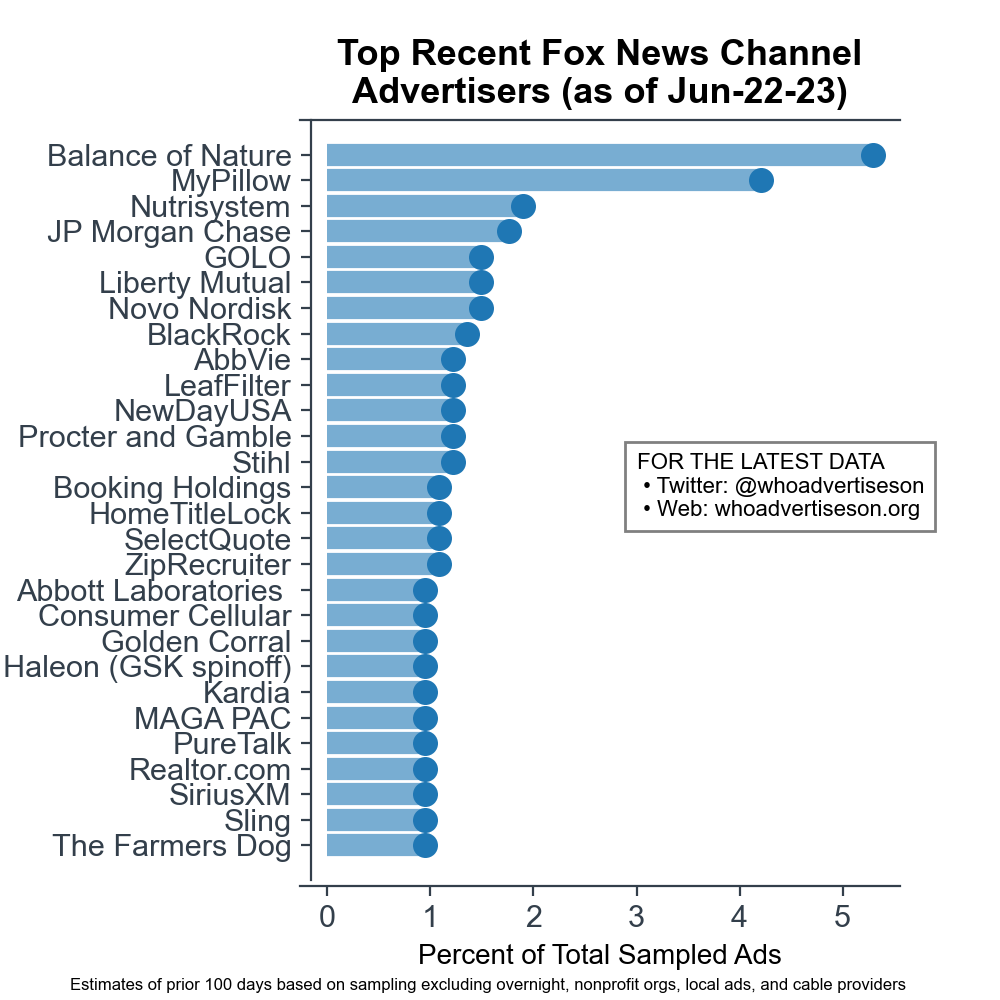 Top Recent Fox News Channel
Advertisers (as of Jun-22-23)
Balance of Nature
MyPillow
Nutrisystem
JP Morgan Chase
GOLO
Liberty Mutual
Novo Nordisk
BlackRock
AbbVie
LeafFilter
NewDayUSA
Procter and Gamble
Stihl
Booking Holdings
HomeTitleLock
SelectQuote
ZipRecruiter
Abbott Laboratories
Consumer Cellular
Golden Corral
Haleon (GSK spinoff)
Kardia
MAGA PAC
PureTalk
Realtor.com
SiriusXM
Sling
The Farmers Dog
FOR THE LATEST DATA
• Twitter: @whoadvertiseson
• Web: whoadvertiseson.org
0 1 2 3 4 5
Percent of Total Sampled Ads
Estimates of prior 100 days based on sampling excluding overnight, nonprofit orgs, local ads, and cable providers